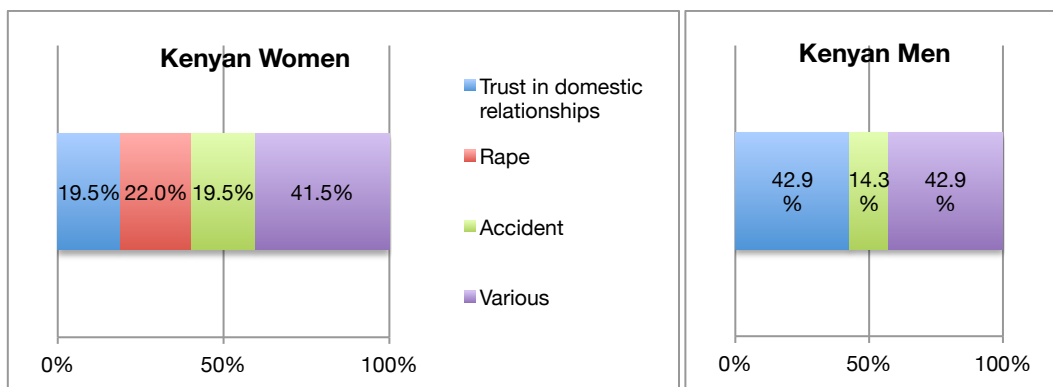 Kenyan Women
19.5%
22.0%
19.5%
41.5%
0%
50%
100%
Trust in domestic
relationships
Rape
Accident
Various
Kenyan Men
42.9
%
14.3
%
42.9
%
0%
50%
100%